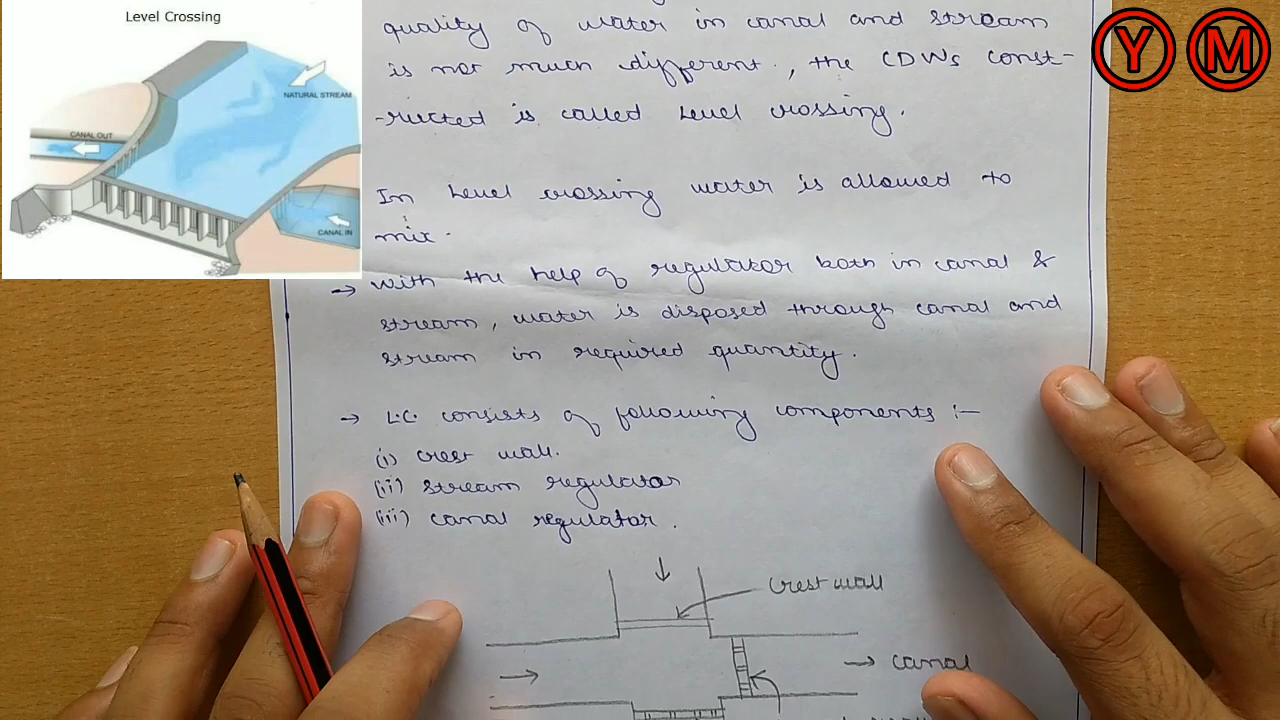 Level Crossing
NATURAL STREAM
CANAL OUT
CANAL IN
Y M
quality of water in canal and stream
is not much different., the CDWs const-
-ructed is called Level crossing.
In Level crossing water is allowed to
mix.
→ With the help of regulator both in canal &
stream, water is disposed through canal and
stream in required quantity.
→ L.C. consists of following components :-
(i) crest wall.
(ii) stream regulator
(iii) canal regulator.
crest wall
→ canal